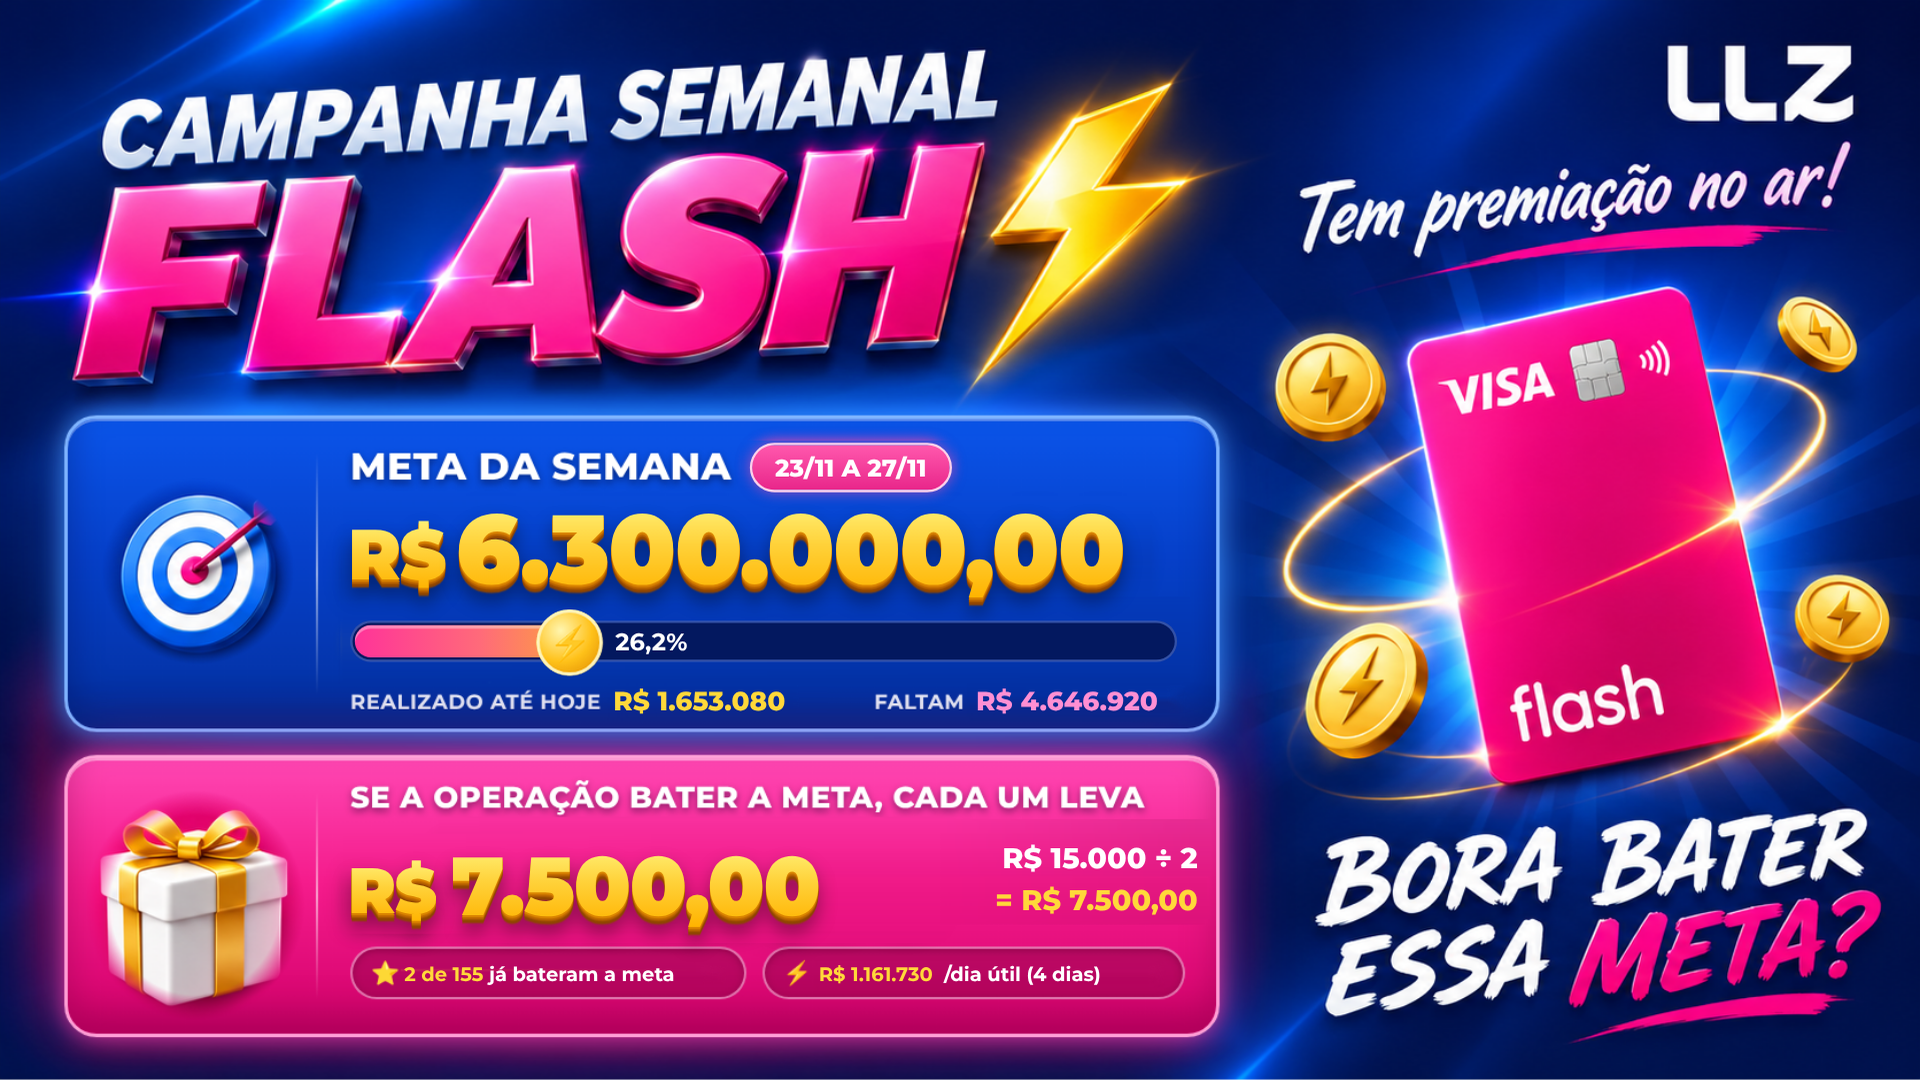 CAMPANHA SEMANAL
FLASH
META DA SEMANA 23/11 A 27/11
R$ 6.300.000,00
26,2%
REALIZADO ATÉ HOJE R$ 1.653.080 FALTAM R$ 4.646.920
SE A OPERAÇÃO BATER A META, CADA UM LEVA
R$ 7.500,00
R$ 15.000 ÷ 2
= R$ 7.500,00
2 de 155 já bateram a meta
R$ 1.161.730 /dia útil (4 dias)
LLZ
Tem premiação no ar!
VISA
flash
BORA BATER
ESSA META?